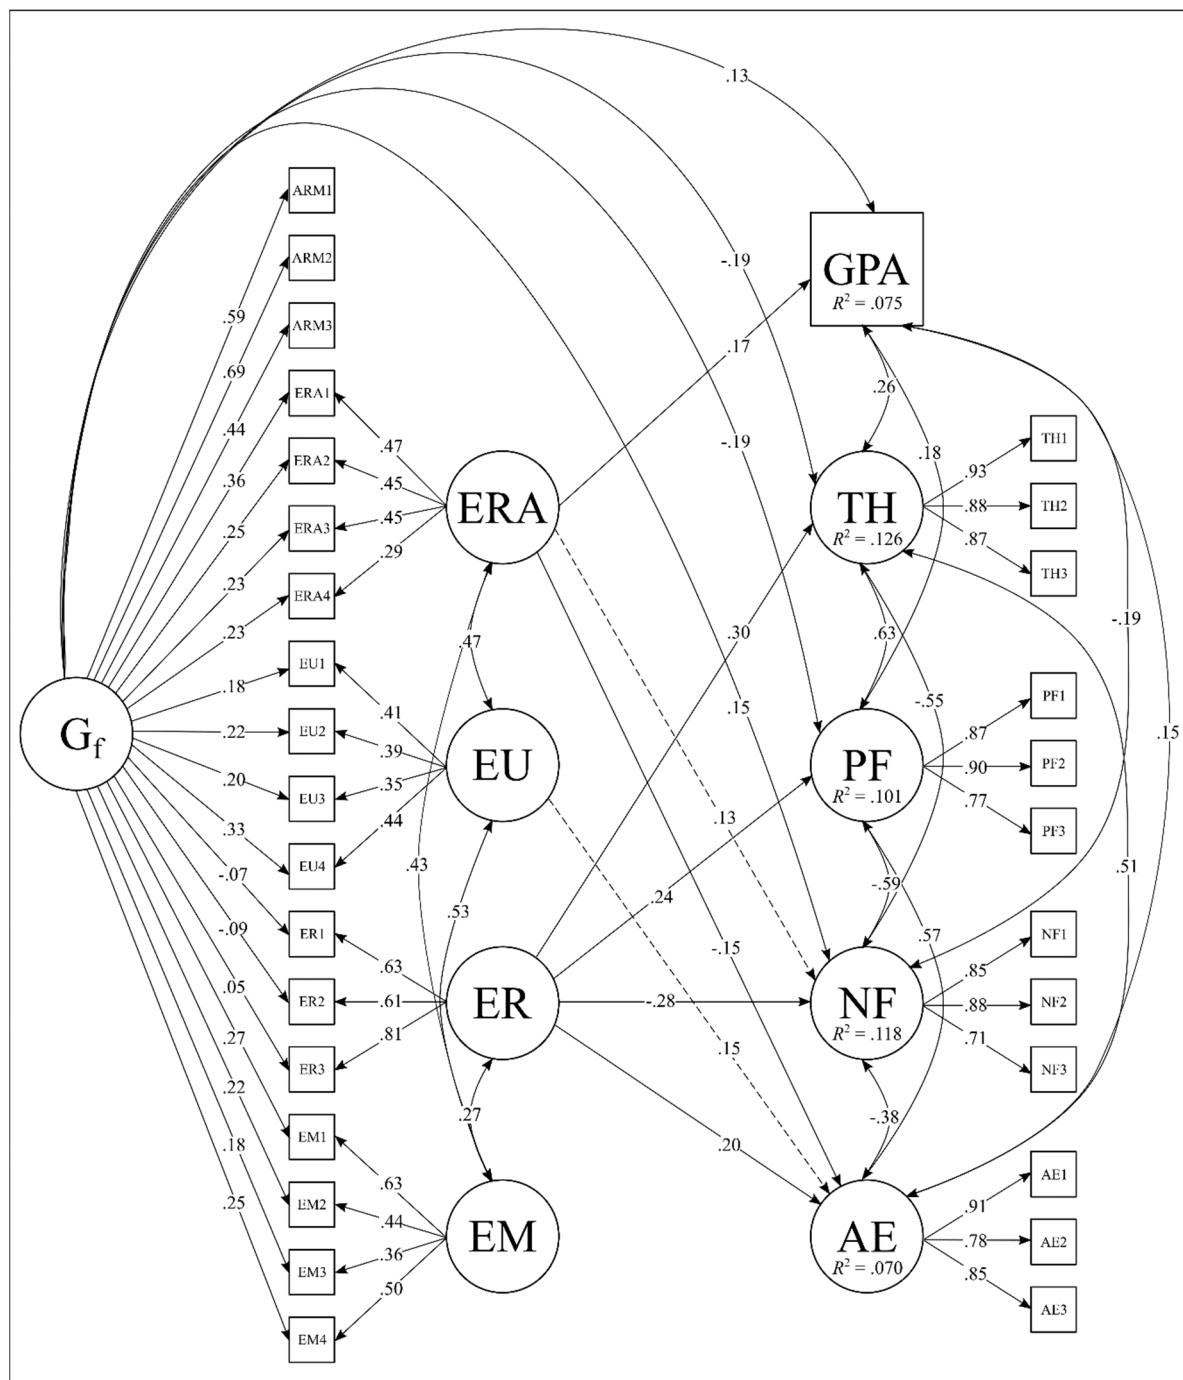 .13
ARM1
ARM2
ARM3
.59
.69
.44
-.19
GPA
R² = .075
.17
-.19
.26
.18
ERA1
ERA2
ERA3
ERA4
.36
.25
.23
.23
.47
.45
.45
.29
ERA
TH
R² = .126
.93
.88
.87
TH1
TH2
TH3
-.19
.30
.63
-.55
.15
.15
.47
G_f
EU1
EU2
EU3
EU4
.18
.22
.20
.33
.41
.39
.35
.44
EU
PF
R² = .101
.87
.90
.77
PF1
PF2
PF3
.13
.43
.53
.24
-.59
.57
.51
-.15
-.07
-.09
.05
ER1
ER2
ER3
.63
.61
.81
ER
-.28
NF
R² = .118
.85
.88
.71
NF1
NF2
NF3
.15
.27
.20
-.38
.27
.22
.18
.25
EM1
EM2
EM3
EM4
.63
.44
.36
.50
EM
AE
R² = .070
.91
.78
.85
AE1
AE2
AE3